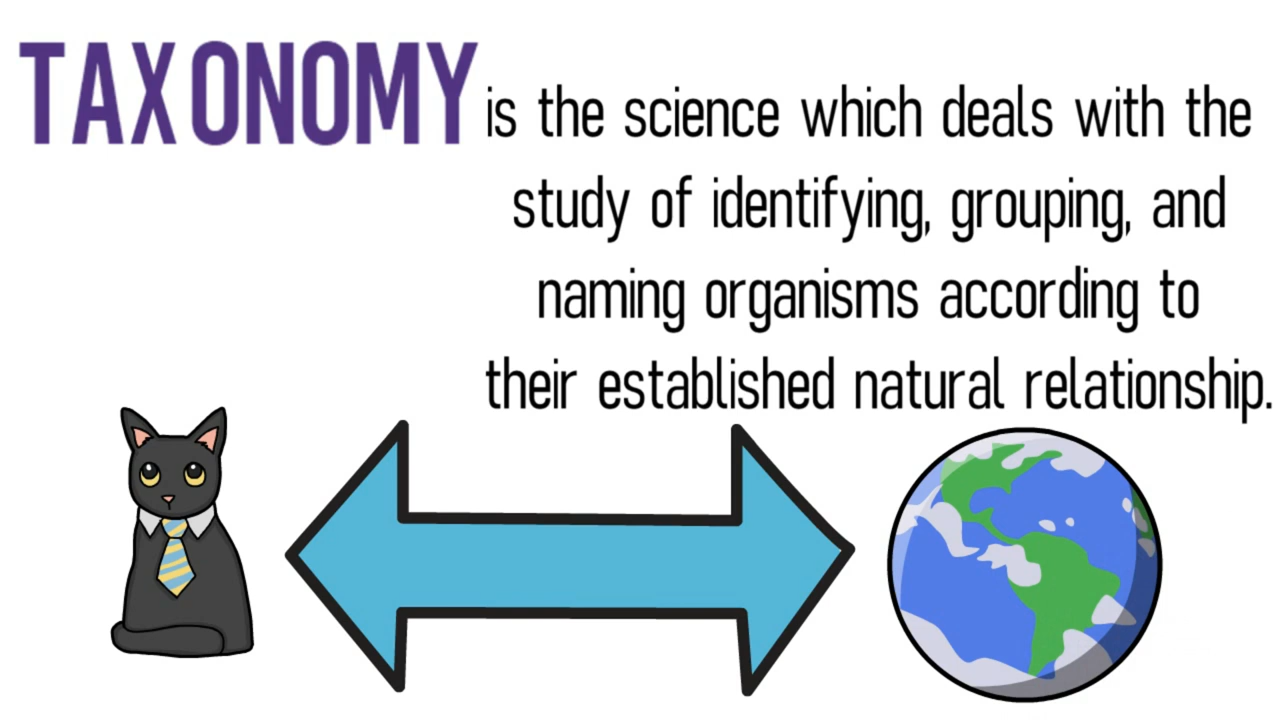 TAXONOMY is the science which deals with the
study of identifying, grouping, and
naming organisms according to
their established natural relationship.